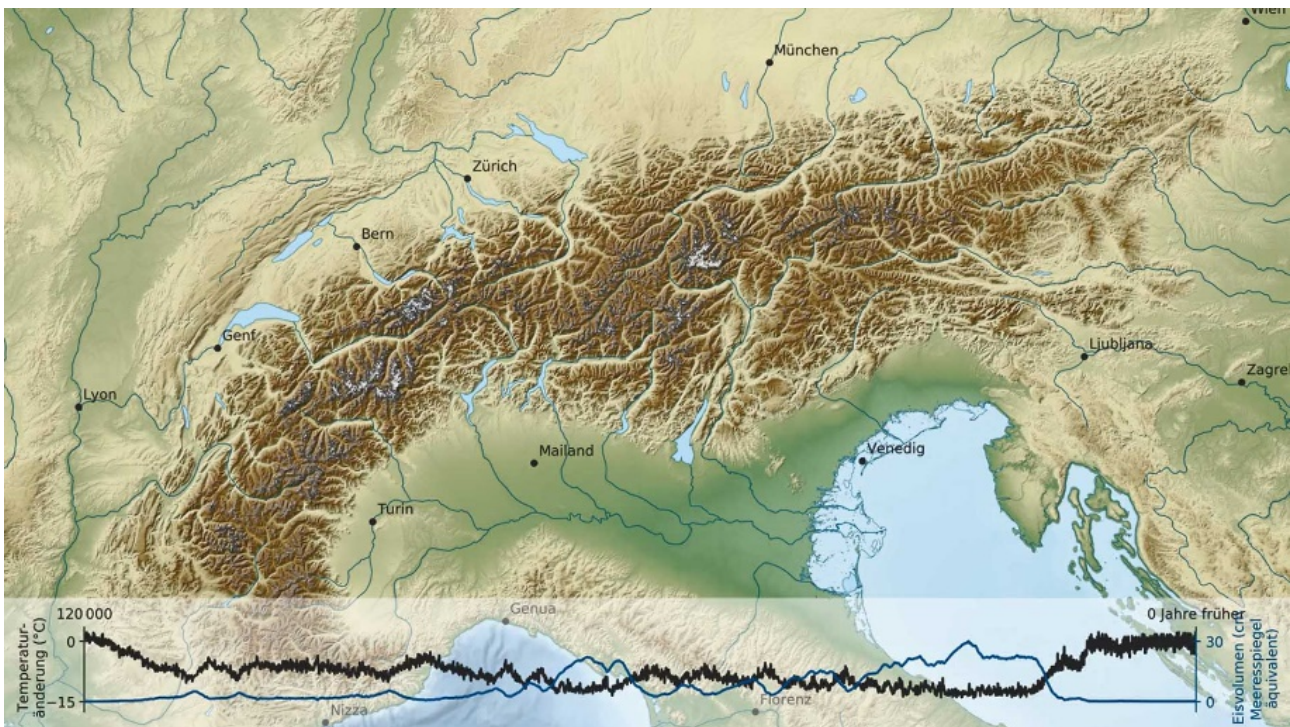 Wien
München
Zürich
Bern
Genf
Ljubljana
Zagre
Lyon
Mailand
Venedig
Turin
Genua
120 000
0 Jahre früher
Temperatur-
änderung (°C)
0
−15
30
0
Eisvolumen (cm
Meeresspiegel
äquivalent)
Florenz
Nizza